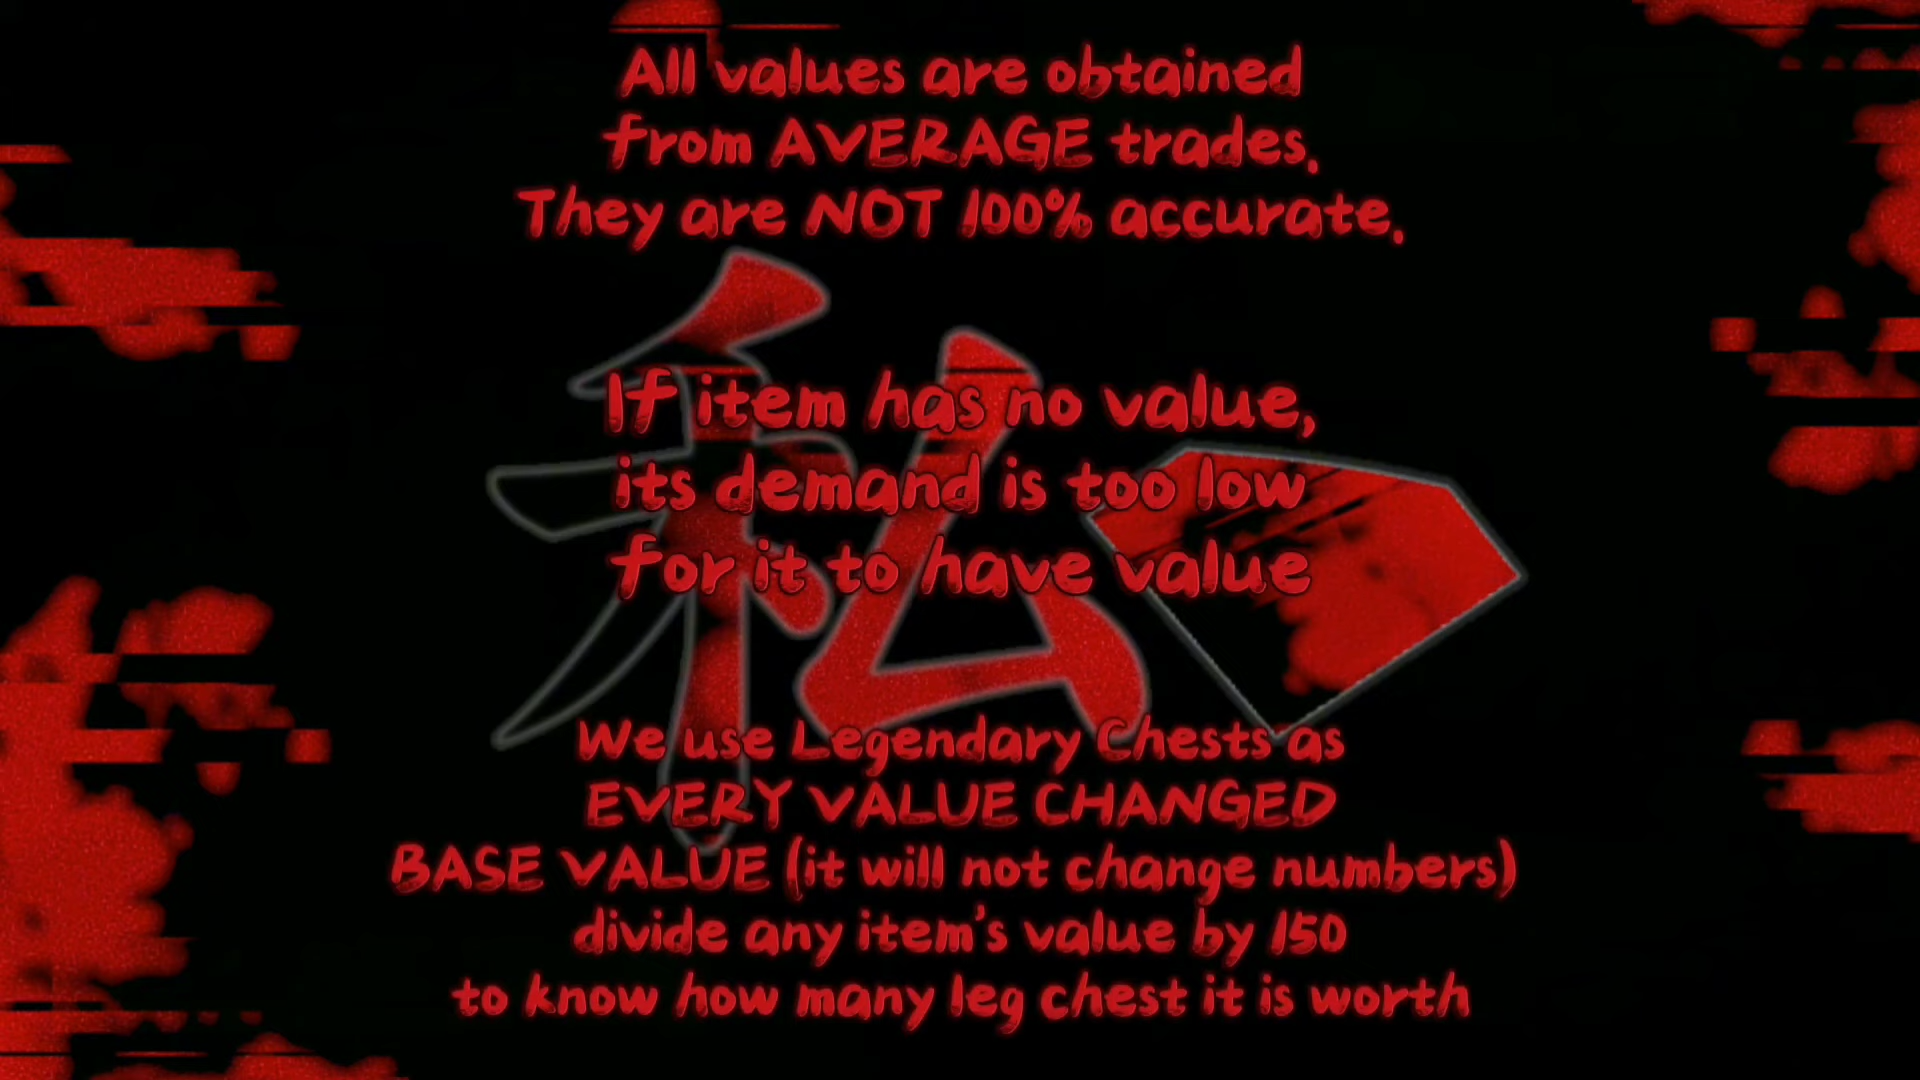 All values are obtained
from AVERAGE trades.
They are NOT 100% accurate.
私
If item has no value,
its demand is too low
for it to have value
We use Legendary Chests as
EVERY VALUE CHANGED
BASE VALUE (it will not change numbers)
divide any item's value by 150
to know how many leg chest it is worth